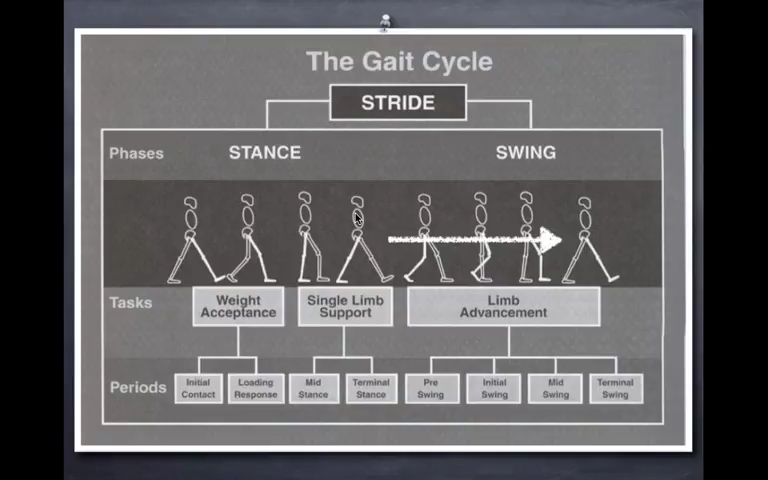 The Gait Cycle
STRIDE
Phases
STANCE
SWING
Tasks
Weight
Acceptance
Single Limb
Support
Limb
Advancement
Periods
Initial
Contact
Loading
Response
Mid
Stance
Terminal
Stance
Pre
Swing
Initial
Swing
Mid
Swing
Terminal
Swing